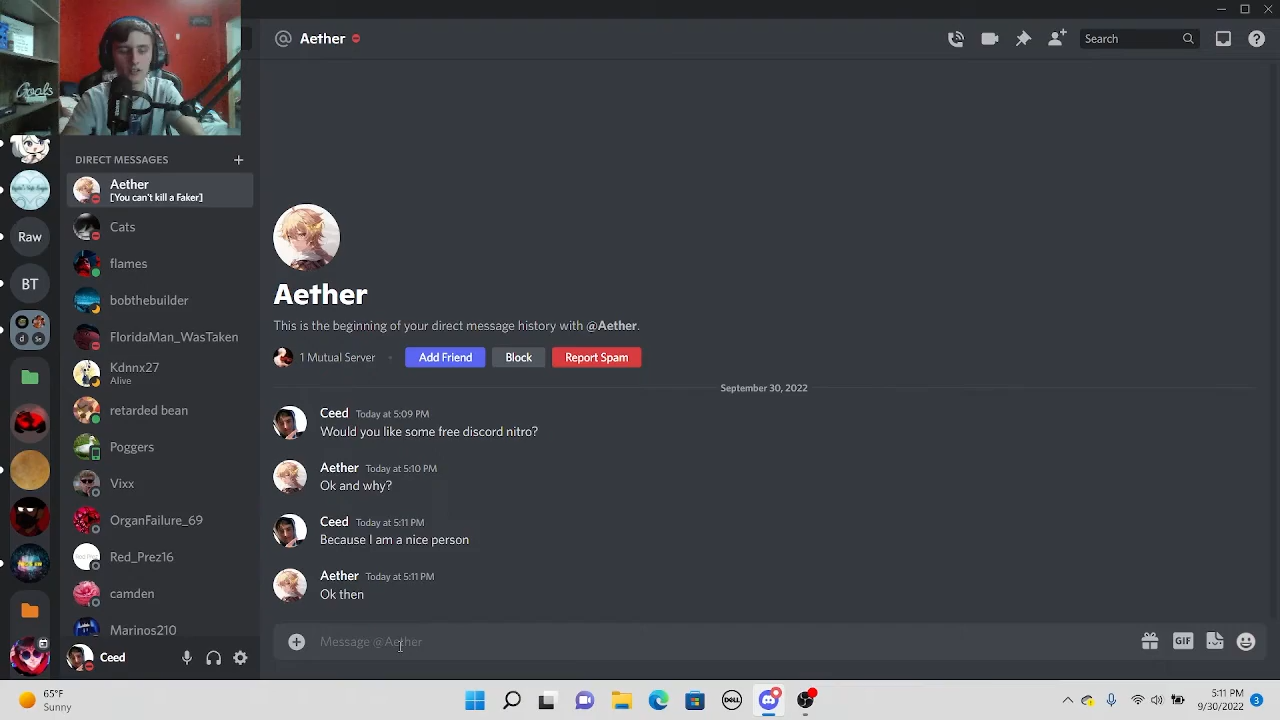 Goals
@ Aether
Search
DIRECT MESSAGES +
Aether
[You can't kill a Faker]
Cats
flames
bobthebuilder
FloridaMan_WasTaken
Kdnnx27
Alive
retarded bean
Poggers
Vixx
OrganFailure_69
Red_Prez16
camden
Marinos210
Ceed
Raw
BT
d 5s
Aether
This is the beginning of your direct message history with @Aether.
1 Mutual Server • Add Friend Block Report Spam
September 30, 2022
Ceed Today at 5:09 PM
Would you like some free discord nitro?
Aether Today at 5:10 PM
Ok and why?
Ceed Today at 5:11 PM
Because I am a nice person
Aether Today at 5:11 PM
Ok then
Message @Aether
GIF
65°F
Sunny
DELL
5:11 PM
9/30/2022 3